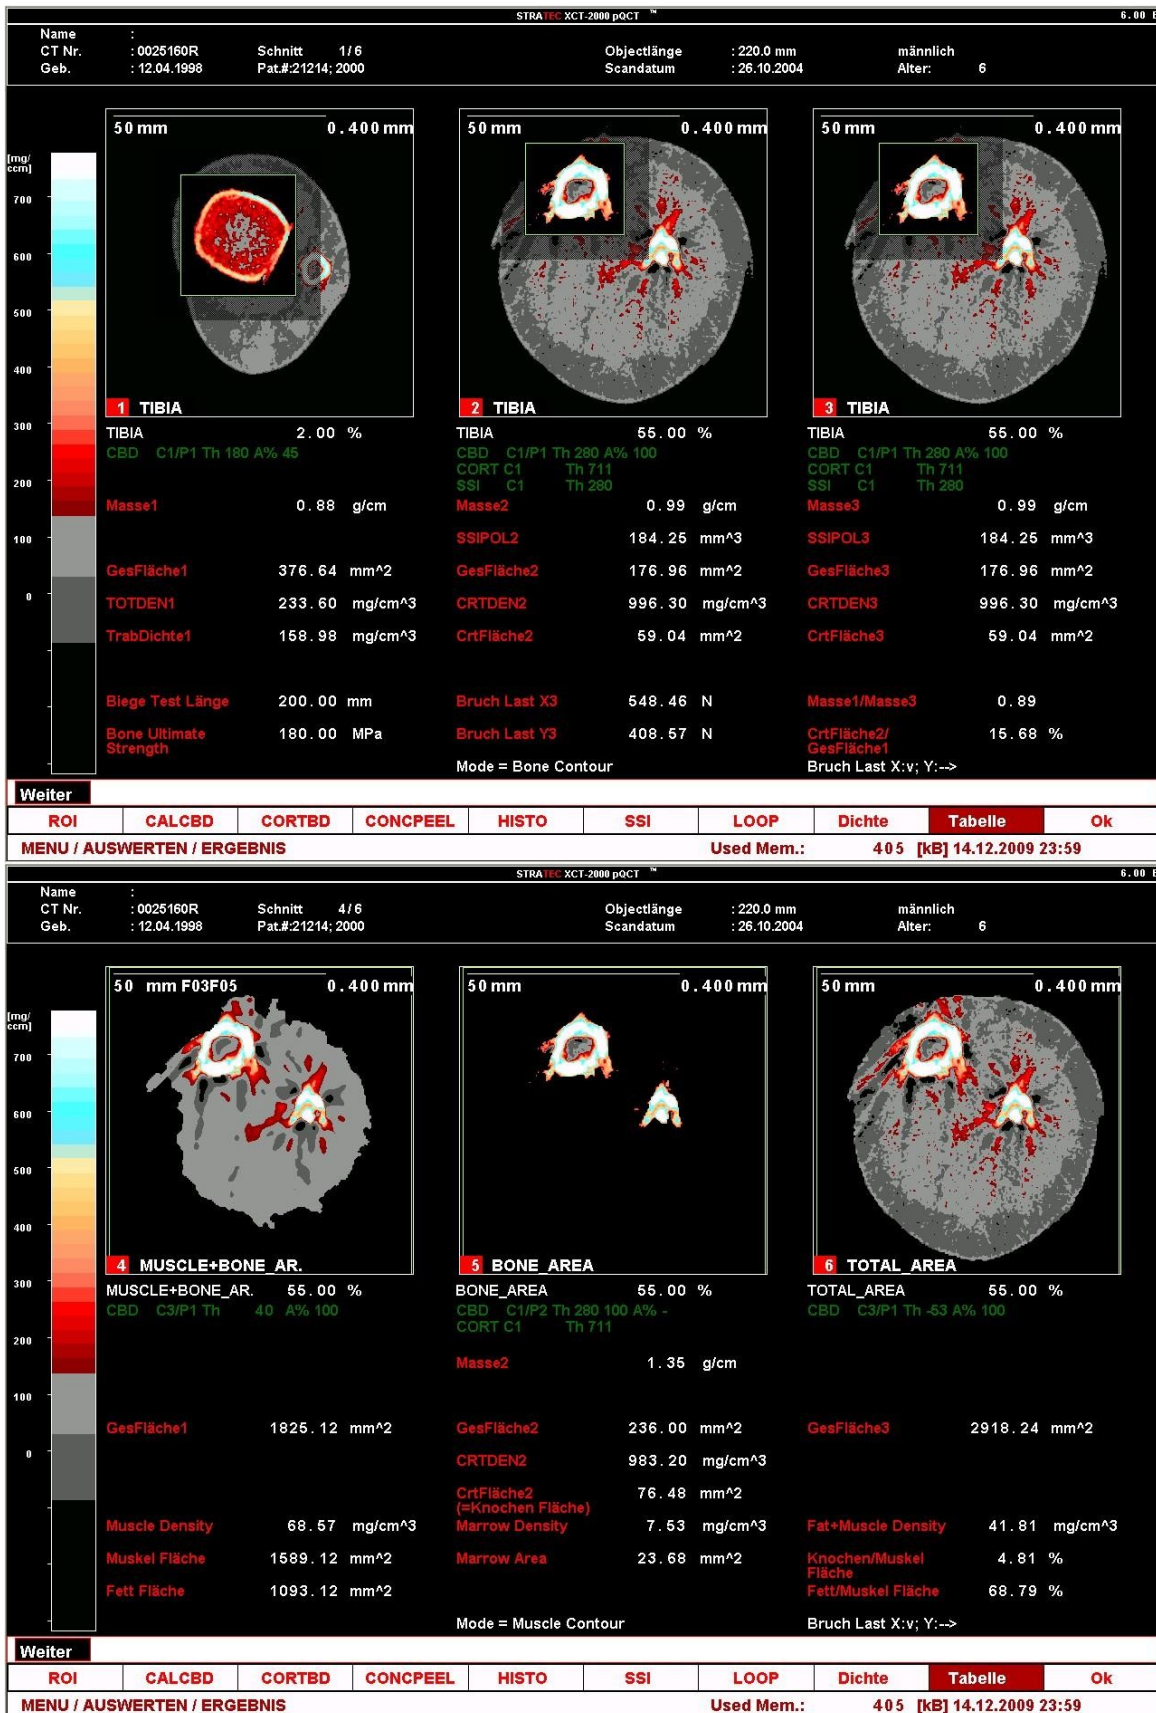 STRATEC XCT-2000 pQCT ™ 6.00
Name :
CT Nr. : 0025160R Schnitt 1/6 Objectlänge : 220.0 mm männlich
Geb. : 12.04.1998 Pat.#:21214; 2000 Scandatum : 26.10.2004 Alter: 6
50 mm 0.400 mm 50 mm 0.400 mm 50 mm 0.400 mm
[mg/
ccm]
700
600
500
400
300
200
100
0
1 TIBIA 2 TIBIA 3 TIBIA
TIBIA 2.00 % TIBIA 55.00 % TIBIA 55.00 %
CBD C1/P1 Th 180 A% 45 CBD C1/P1 Th 280 A% 100 CBD C1/P1 Th 280 A% 100
CORT C1 Th 711 CORT C1 Th 711
SSI C1 Th 280 SSI C1 Th 280
Masse1 0.88 g/cm Masse2 0.99 g/cm Masse3 0.99 g/cm
SSIPOL2 184.25 mm^3 SSIPOL3 184.25 mm^3
GesFläche1 376.64 mm^2 GesFläche2 176.96 mm^2 GesFläche3 176.96 mm^2
TOTDEN1 233.60 mg/cm^3 CRTDEN2 996.30 mg/cm^3 CRTDEN3 996.30 mg/cm^3
TrabDichte1 158.98 mg/cm^3 CrtFläche2 59.04 mm^2 CrtFläche3 59.04 mm^2
Biege Test Länge 200.00 mm Bruch Last X3 548.46 N Masse1/Masse3 0.89
Bone Ultimate Strength 180.00 MPa Bruch Last Y3 408.57 N CrtFläche2/ GesFläche1 15.68 %
Mode = Bone Contour Bruch Last X:v; Y:-->
Weiter
ROI CALCBD CORTBD CONCPEEL HISTO SSI LOOP Dichte Tabelle Ok
MENU / AUSWERTEN / ERGEBNIS Used Mem.: 405 [kB] 14.12.2009 23:59
STRATEC XCT-2000 pQCT ™ 6.00
Name :
CT Nr. : 0025160R Schnitt 4/6 Objectlänge : 220.0 mm männlich
Geb. : 12.04.1998 Pat.#:21214; 2000 Scandatum : 26.10.2004 Alter: 6
50 mm F03F05 0.400 mm 50 mm 0.400 mm 50 mm 0.400 mm
[mg/
ccm]
700
600
500
400
300
200
100
0
4 MUSCLE+BONE_AR. 5 BONE_AREA 6 TOTAL_AREA
MUSCLE+BONE_AR. 55.00 % BONE_AREA 55.00 % TOTAL_AREA 55.00 %
CBD C3/P1 Th 40 A% 100 CBD C1/P2 Th 280 100 A% - CBD C3/P1 Th -53 A% 100
CORT C1 Th 711
Masse2 1.35 g/cm
GesFläche1 1825.12 mm^2 GesFläche2 236.00 mm^2 GesFläche3 2918.24 mm^2
CRTDEN2 983.20 mg/cm^3
CrtFläche2 76.48 mm^2
(=Knochen Fläche)
Muscle Density 68.57 mg/cm^3 Marrow Density 7.53 mg/cm^3 Fat+Muscle Density 41.81 mg/cm^3
Muskel Fläche 1589.12 mm^2 Marrow Area 23.68 mm^2 Knochen/Muskel Fläche 4.81 %
Fett Fläche 1093.12 mm^2 Fett/Muskel Fläche 68.79 %
Mode = Muscle Contour Bruch Last X:v; Y:-->
Weiter
ROI CALCBD CORTBD CONCPEEL HISTO SSI LOOP Dichte Tabelle Ok
MENU / AUSWERTEN / ERGEBNIS Used Mem.: 405 [kB] 14.12.2009 23:59